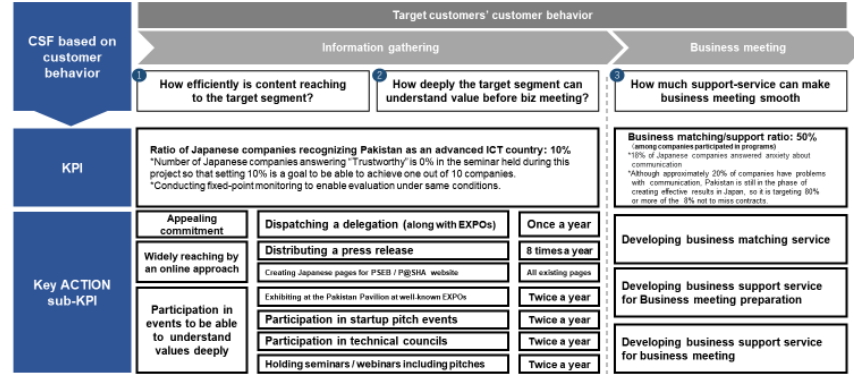 Target customers' customer behavior
CSF based on
customer
behavior
Information gathering
Business meeting
1
How efficiently is content reaching
to the target segment?
2
How deeply the target segment can
understand value before biz meeting?
3
How much support-service can make
business meeting smooth
KPI
Ratio of Japanese companies recognizing Pakistan as an advanced ICT country: 10%
*Number of Japanese companies answering "Trustworthy" is 0% in the seminar held during this
project so that setting 10% is a goal to be able to achieve one out of 10 companies.
*Conducting fixed-point monitoring to enable evaluation under same conditions.
Business matching/support ratio: 50%
(among companies participated in programs)
*18% of Japanese companies answered anxiety about
communication
*Although approximately 20% of companies have problems
with communication, Pakistan is still in the phase of
creating effective results in Japan, so it is targeting 80%
or more of the 8% not to miss contracts.
Key ACTION
sub-KPI
Appealing
commitment
Dispatching a delegation (along with EXPOs)
Once a year
Widely reaching by
an online approach
Distributing a press release
8 times a year
Creating Japanese pages for PSEB / P@SHA website
All existing pages
Participation in
events to be able
to understand
values deeply
Exhibiting at the Pakistan Pavilion at well-known EXPOs
Twice a year
Participation in startup pitch events
Twice a year
Participation in technical councils
Twice a year
Holding seminars / webinars including pitches
Twice a year
Developing business matching service
Developing business support service
for Business meeting preparation
Developing business support service
for business meeting